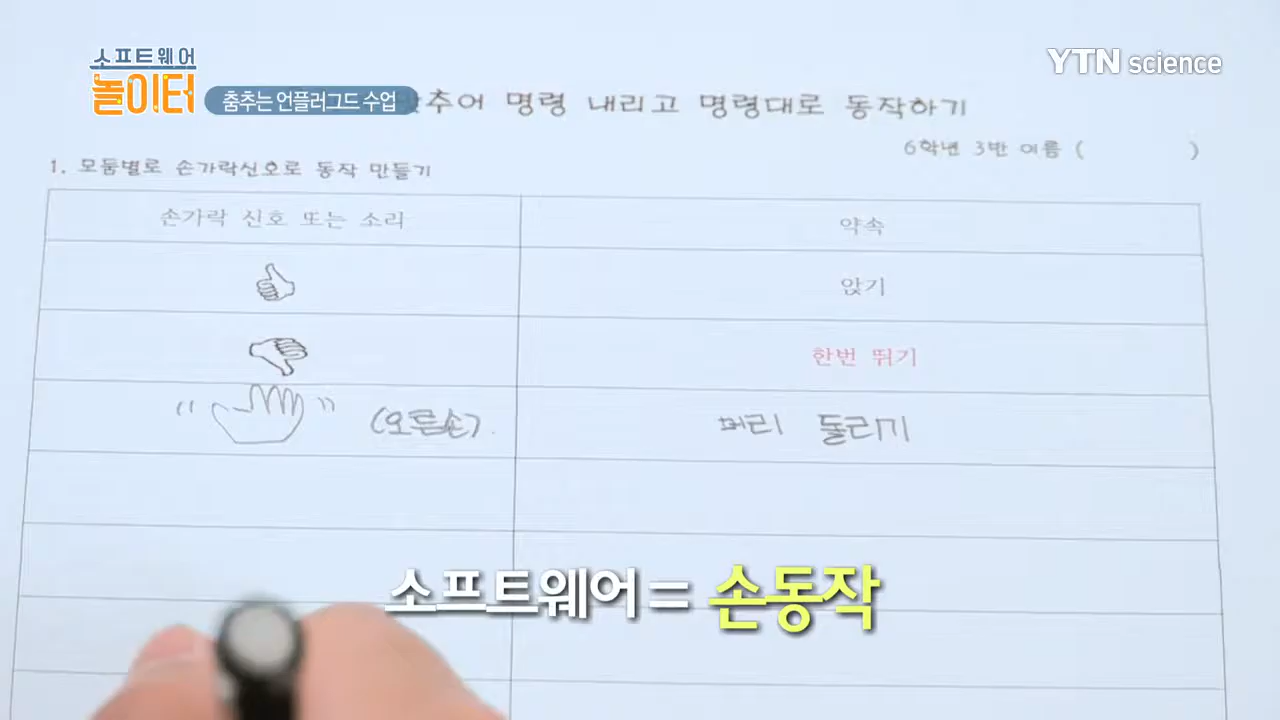 소프트웨어
놀이터
YTN science
춤추는 언플러그드 수업
추어 명령 내리고 명령대로 동작하기
6학년 3반 이름 ( )
1. 모둠별로 손가락신호로 동작 만들기
손가락 신호 또는 소리 약속
앉기
한번 뛰기
" " (오른손). 머리 돌리기
소프트웨어 = 손동작